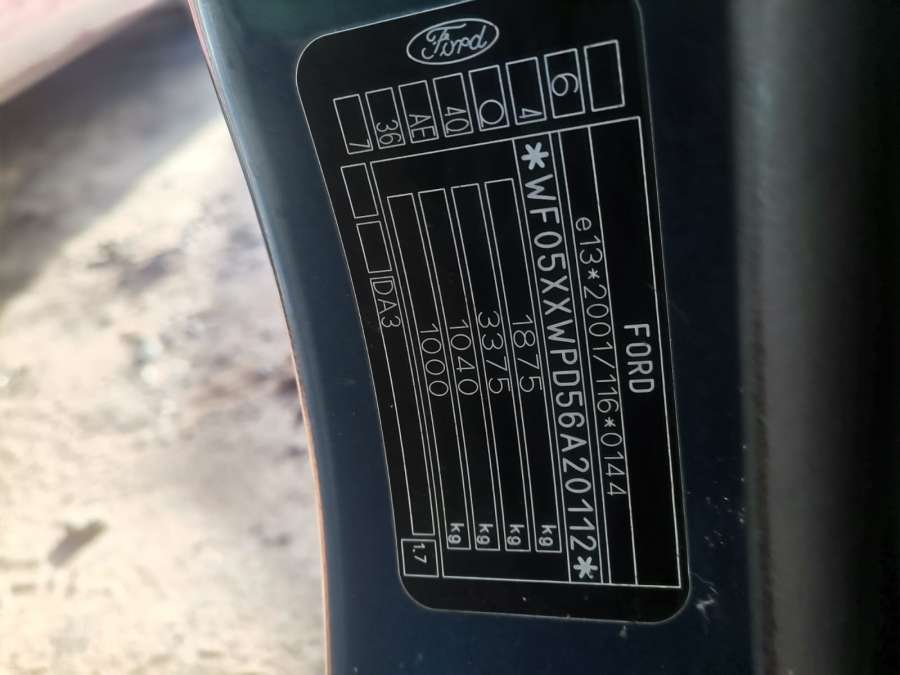 Ford
FORD
e13*2001/116*0144
*WF05XXWPD56A20112*
1875 kg
3375 kg
1040 kg
1000 kg
DA3
1.7
6
4
Q
4Q
AE
36
7